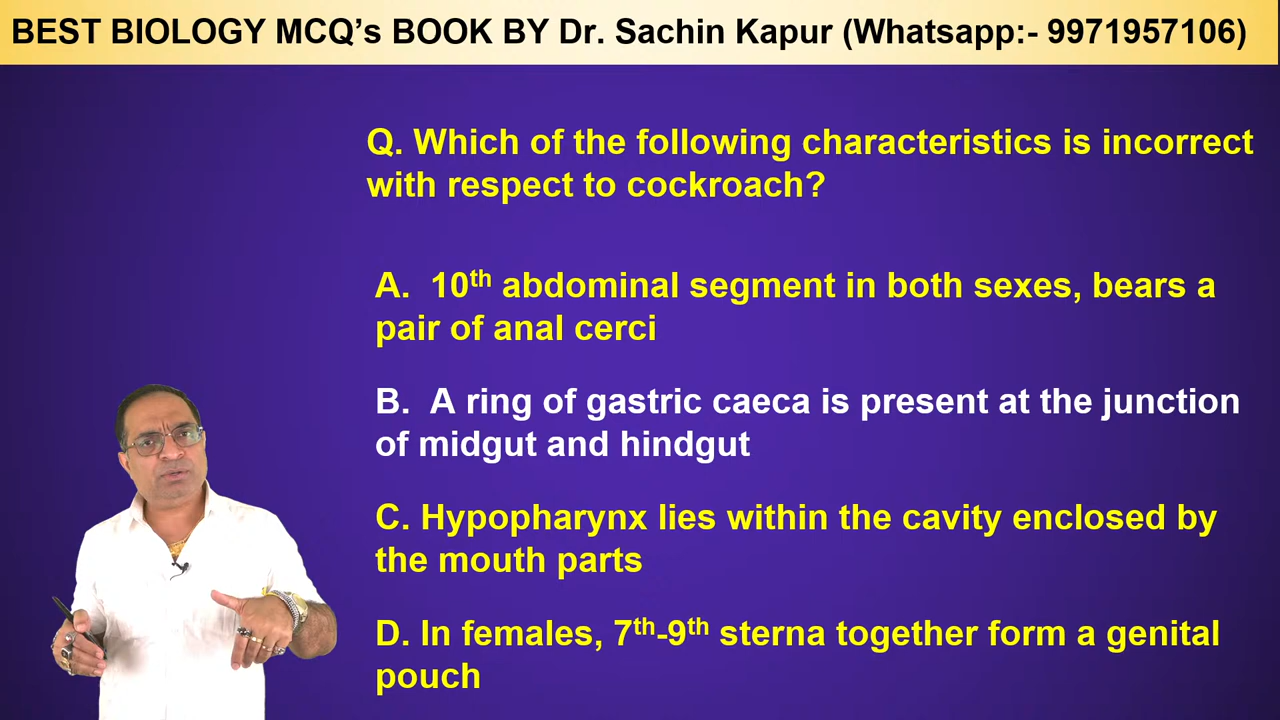 BEST BIOLOGY MCQ's BOOK BY Dr. Sachin Kapur (Whatsapp:- 9971957106)
Q. Which of the following characteristics is incorrect
with respect to cockroach?
A. 10th abdominal segment in both sexes, bears a
pair of anal cerci
B. A ring of gastric caeca is present at the junction
of midgut and hindgut
C. Hypopharynx lies within the cavity enclosed by
the mouth parts
D. In females, 7th-9th sterna together form a genital
pouch